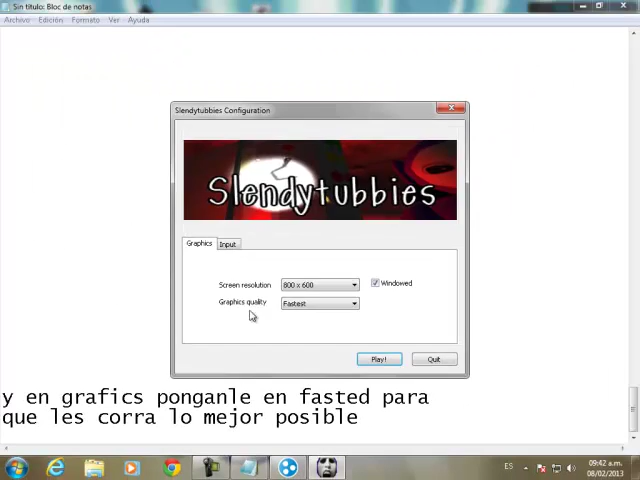 Sin título: Bloc de notas
Archivo Edición Formato Ver Ayuda
Slendytubbies Configuration
Slendytubbies
Graphics Input
Screen resolution 800 x 600 Windowed
Graphics quality Fastest
Play! Quit
y en grafics ponganle en fasted para
que les corra lo mejor posible
ES 09:42 a.m.
08/02/2013